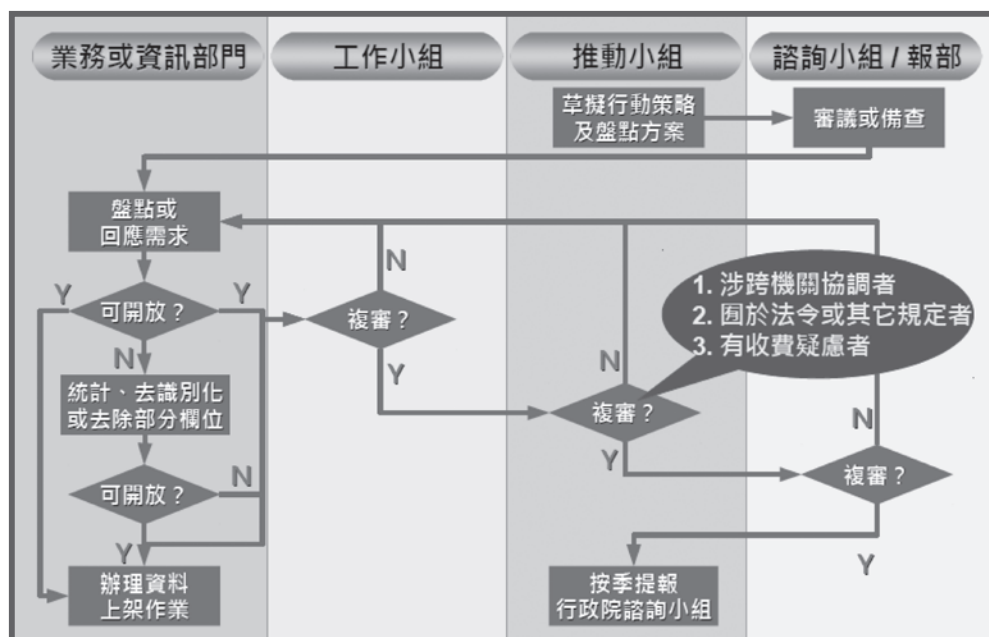 業務或資訊部門
工作小組
推動小組
諮詢小組 / 報部
草擬行動策略
及盤點方案
審議或備查
盤點或
回應需求
Y
可開放？
Y
N
統計、去識別化
或去除部分欄位
可開放？
N
Y
辦理資料
上架作業
N
複審？
Y
1. 涉跨機關協調者
2. 囿於法令或其它規定者
3. 有收費疑慮者
N
複審？
Y
N
複審？
Y
按季提報
行政院諮詢小組